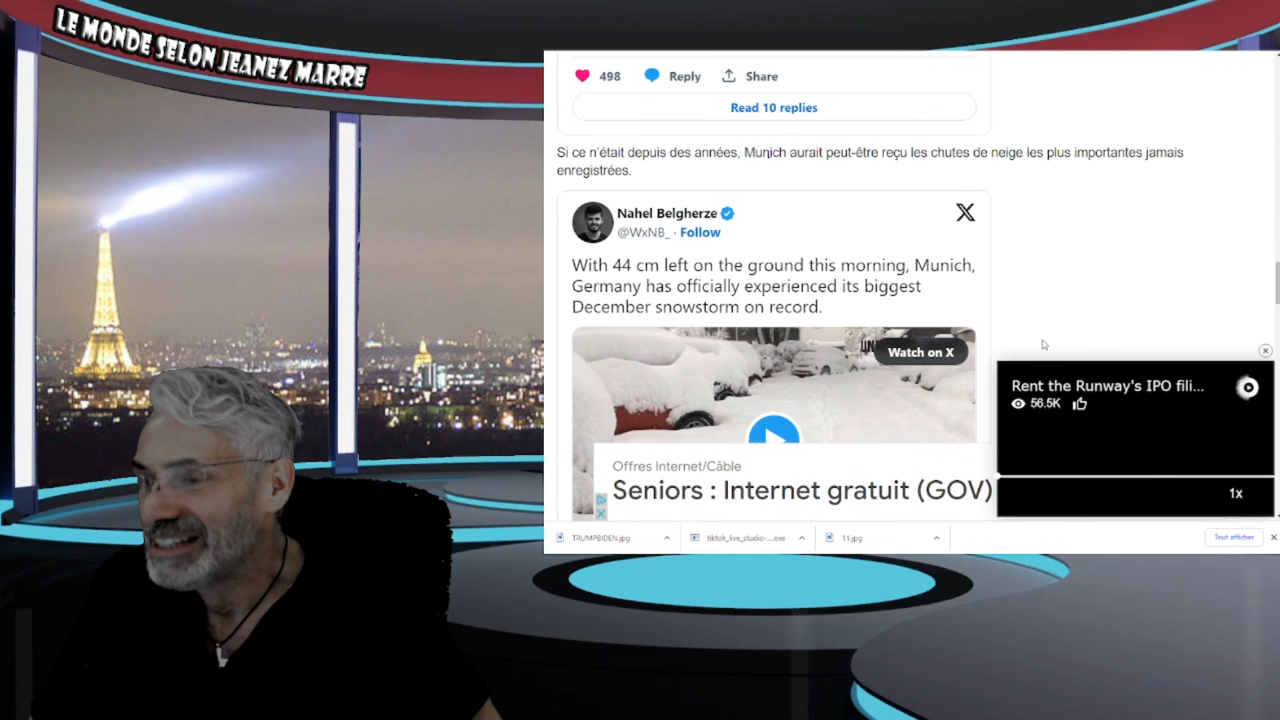 LE MONDE SELON JEANEZ MARRE
498 Reply Share
Read 10 replies
Si ce n'était depuis des années, Munich aurait peut-être reçu les chutes de neige les plus importantes jamais
enregistrées.
Nahel Belgherze
@WxNB_ · Follow
With 44 cm left on the ground this morning, Munich,
Germany has officially experienced its biggest
December snowstorm on record.
Watch on X
Rent the Runway's IPO fili...
56.5K
Offres Internet/Câble
Seniors : Internet gratuit (GOV)
1x
TRUMPBIDEN.jpg
tiktok_live_studio-...exe
11.jpg
Tout afficher